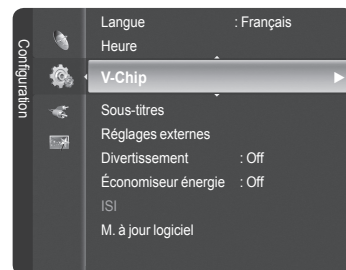 Configuration
Langue : Français
Heure
V-Chip
Sous-titres
Réglages externes
Divertissement : Off
Économiseur énergie : Off
ISI
M. à jour logiciel